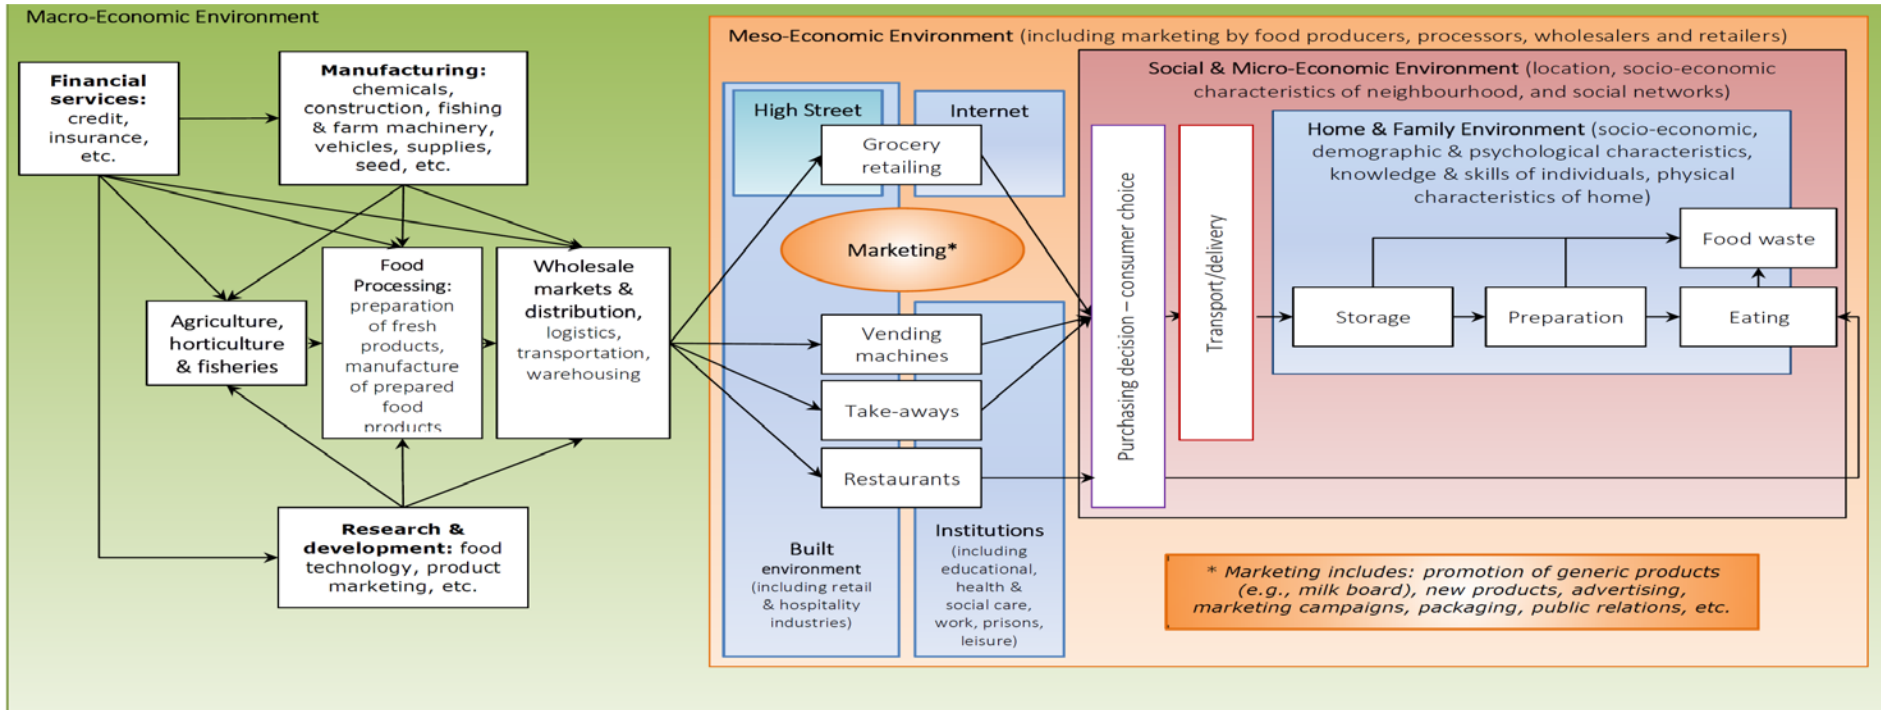 Macro-Economic Environment
Financial
services:
credit,
insurance,
etc.
Manufacturing:
chemicals,
construction, fishing
& farm machinery,
vehicles, supplies,
seed, etc.
Agriculture,
horticulture
& fisheries
Food
Processing:
preparation
of fresh
products,
manufacture
of prepared
food
products
Wholesale
markets &
distribution,
logistics,
transportation,
warehousing
Research &
development: food
technology, product
marketing, etc.
Meso-Economic Environment (including marketing by food producers, processors, wholesalers and retailers)
High Street
Internet
Grocery
retailing
Marketing*
Vending
machines
Take-aways
Restaurants
Built
environment
(including retail
& hospitality
industries)
Institutions
(including
educational,
health &
social care,
work, prisons,
leisure)
Social & Micro-Economic Environment (location, socio-economic
characteristics of neighbourhood, and social networks)
Purchasing decision – consumer choice
Transport/delivery
Home & Family Environment (socio-economic,
demographic & psychological characteristics,
knowledge & skills of individuals, physical
characteristics of home)
Food waste
Storage
Preparation
Eating
* Marketing includes: promotion of generic products
(e.g., milk board), new products, advertising,
marketing campaigns, packaging, public relations, etc.